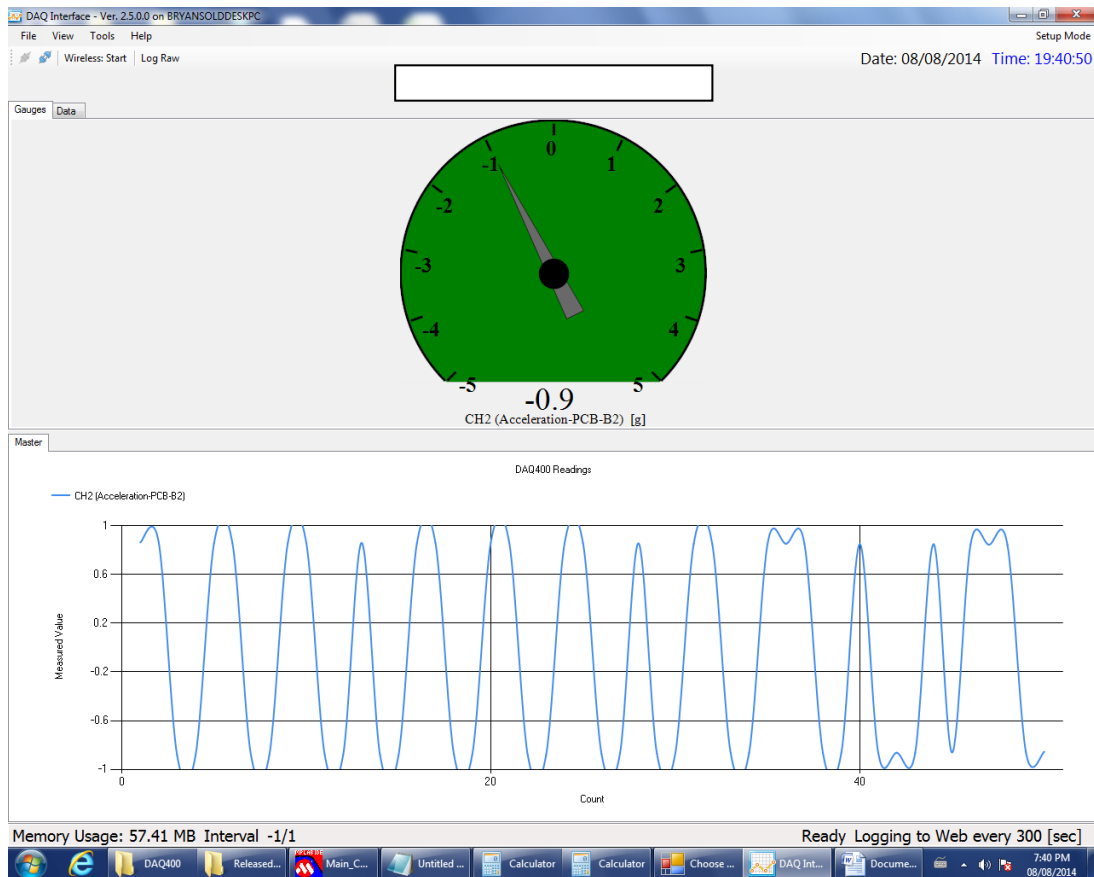 DAQ Interface - Ver. 2.5.0.0 on BRYANSOLDDESKPC
File View Tools Help Setup Mode
Wireless: Start Log Raw Date: 08/08/2014 Time: 19:40:50
Gauges Data
0
-1 1
-2 2
-3 3
-4 4
-5 5
-0.9
CH2 (Acceleration-PCB-B2) [g]
Master
DAQ400 Readings
CH2 (Acceleration-PCB-B2)
1
0.6
0.2
-0.2
-0.6
-1
Measured Value
0 20 40
Count
Memory Usage: 57.41 MB Interval -1/1 Ready Logging to Web every 300 [sec]
DAQ400 Released... Main_C... Untitled ... Calculator Calculator Choose ... DAQ Int... Docume... 7:40 PM
08/08/2014